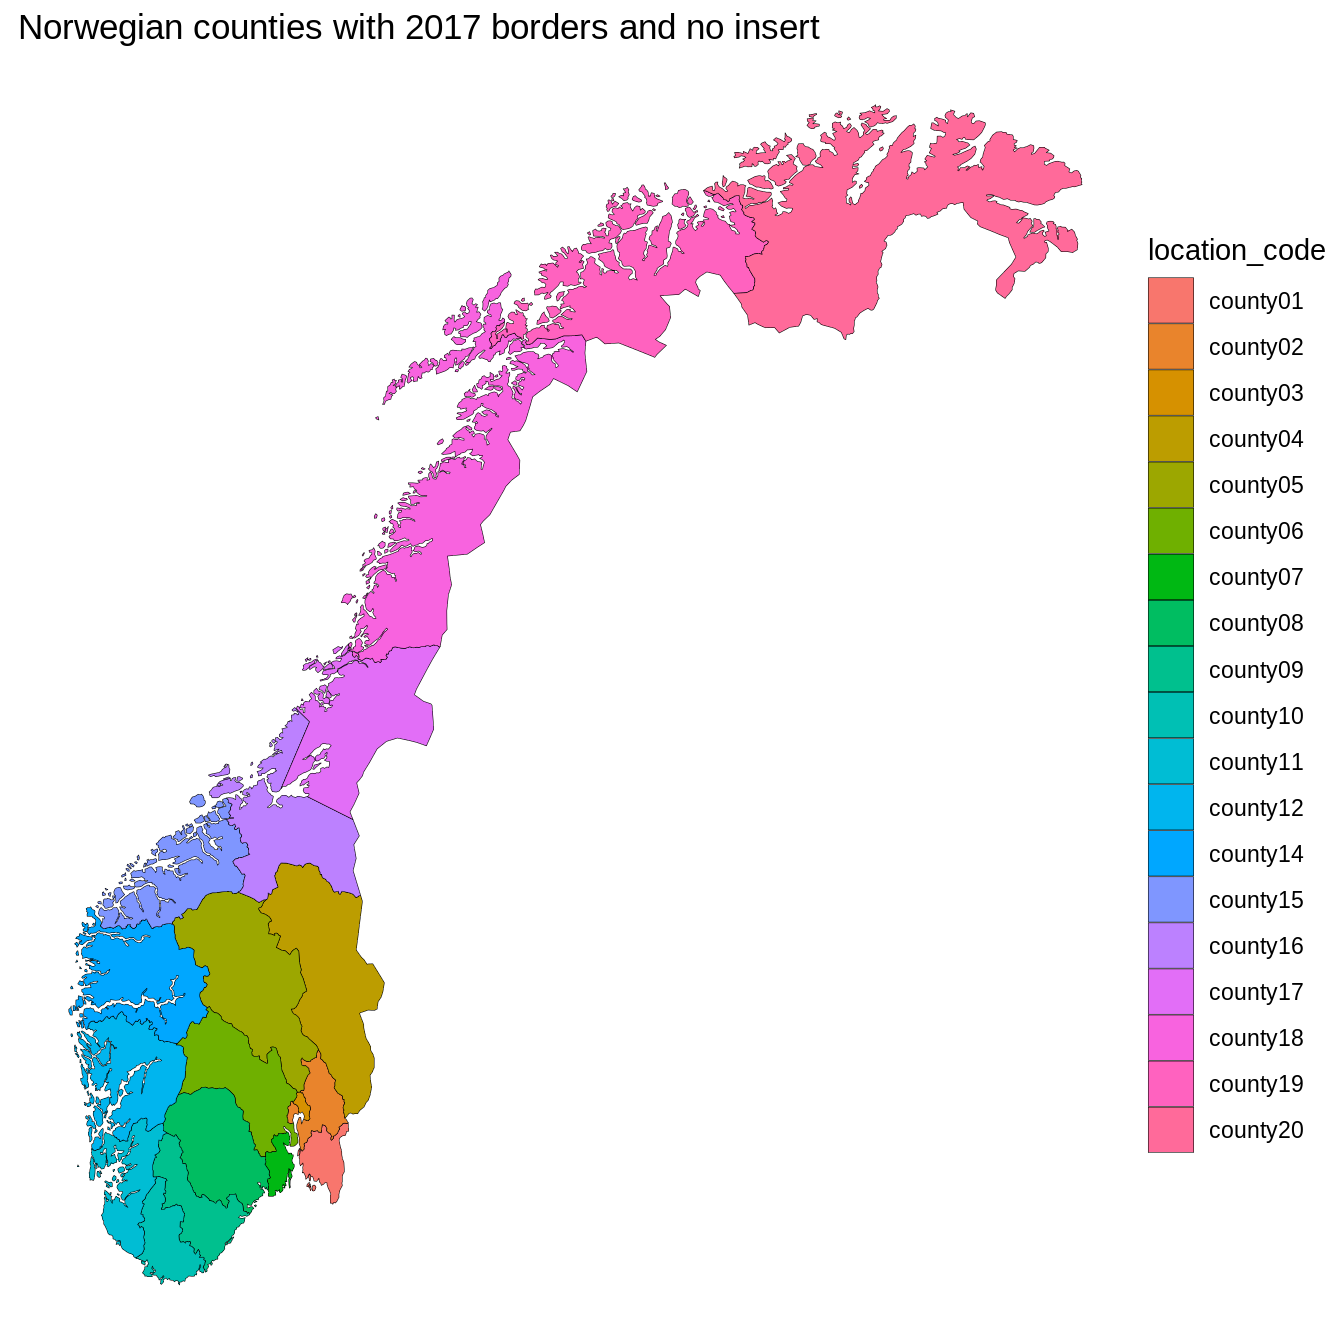 Norwegian counties with 2017 borders and no insert
location_code
county01
county02
county03
county04
county05
county06
county07
county08
county09
county10
county11
county12
county14
county15
county16
county17
county18
county19
county20